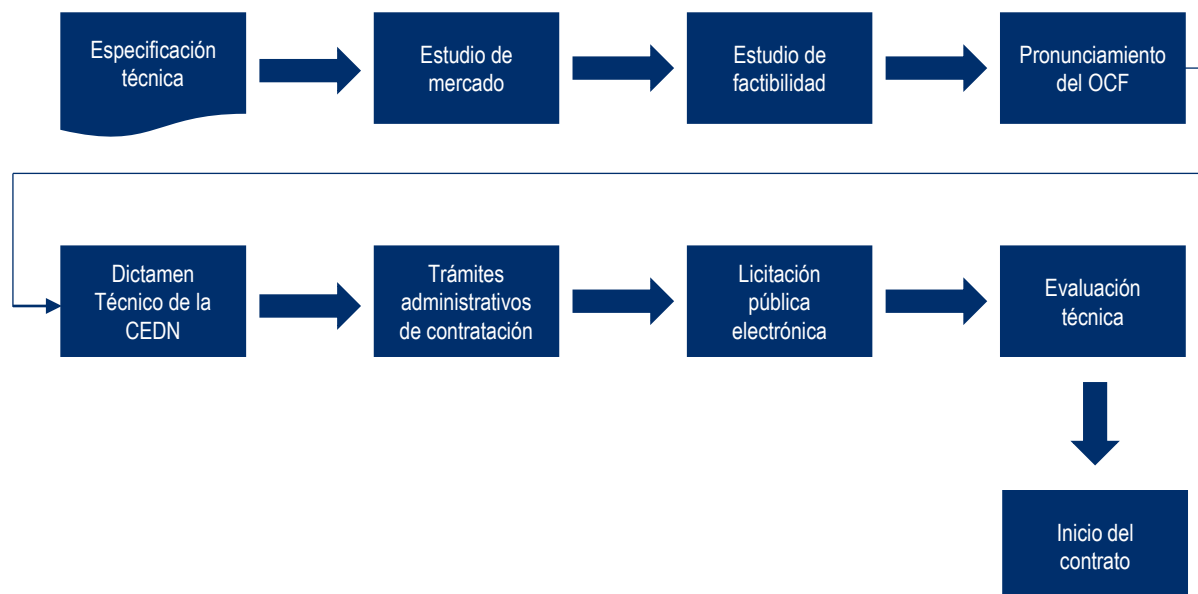 Especificación
técnica
Estudio de
mercado
Estudio de
factibilidad
Pronunciamiento
del OCF
Dictamen
Técnico de la
CEDN
Trámites
administrativos
de contratación
Licitación
pública
electrónica
Evaluación
técnica
Inicio del
contrato